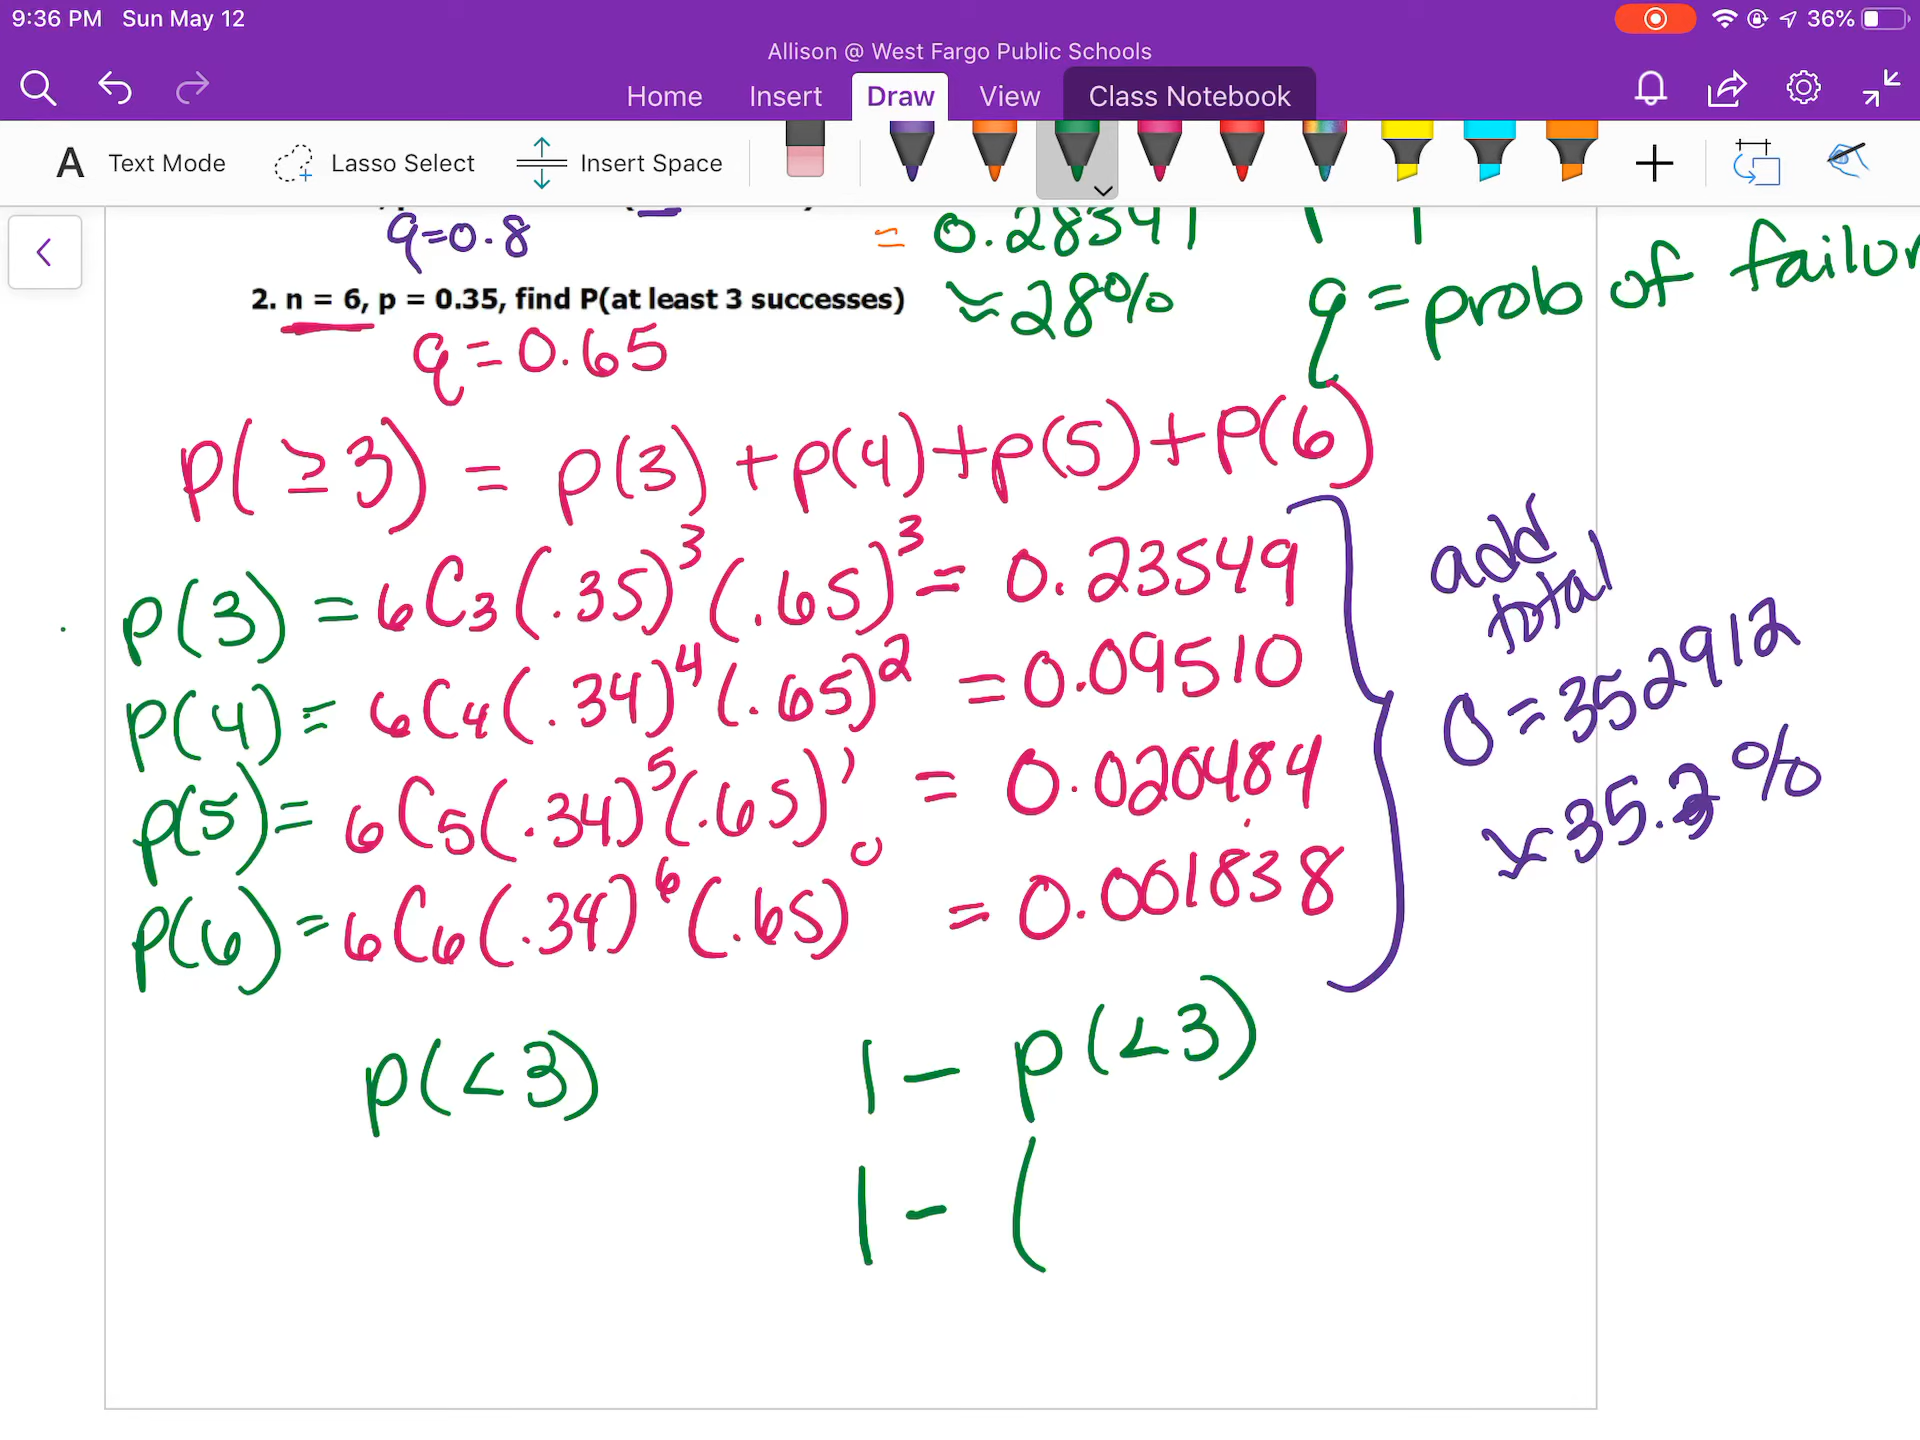 9:36 PM Sun May 12
36%
Allison @ West Fargo Public Schools
Home Insert Draw View Class Notebook
A Text Mode Lasso Select Insert Space
q=0.8
= 0.28341
2. n = 6, p = 0.35, find P(at least 3 successes)
≈28%
q = prob of failur
q = 0.65
P( ≥ 3) = p(3) + p(4) + p(5) + P(6)
p(3) = 6C3 (.35)³ (.65)³ = 0.23549
p(4) = 6C4 (.34)⁴ (.65)² = 0.09510
p(5) = 6C5 (.34)⁵ (.65)¹ = 0.020484
p(6) = 6C6 (.34)⁶ (.65)⁰ = 0.001838
add
total
0 = 352912
≈ 35.3 %
p( < 3) 1 - p ( < 3)
1 - (